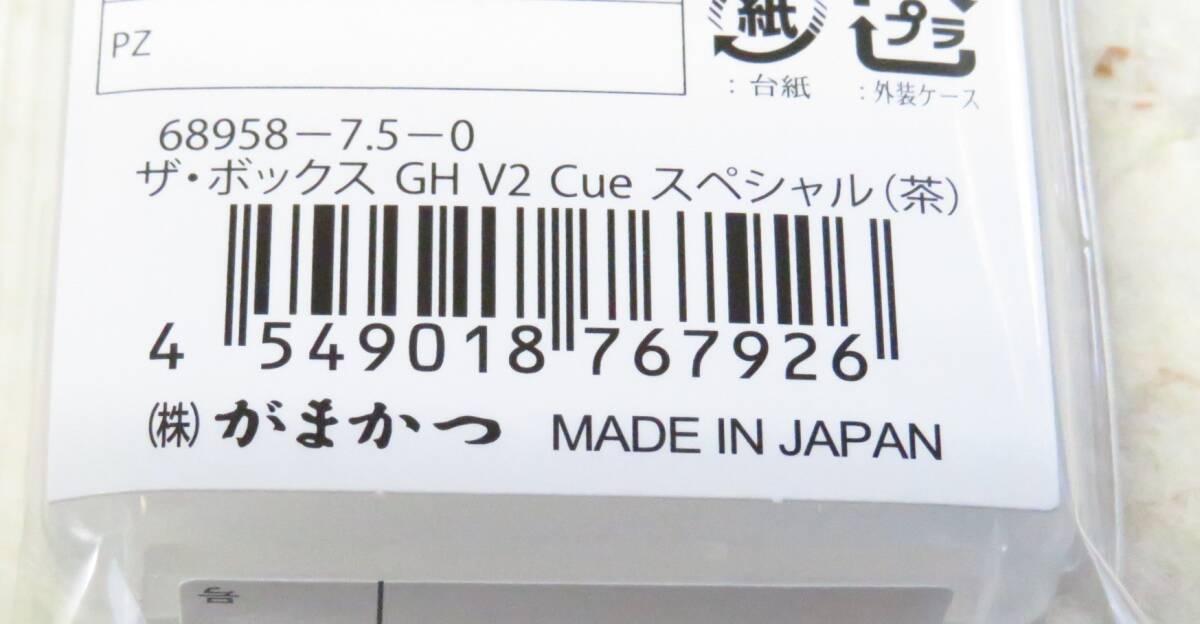 PZ
紙
プラ
: 台紙
: 外装ケース
68958-7.5-0
ザ・ボックス GH V2 Cue スペシャル(茶)
4 549018 767926
(株) がまかつ MADE IN JAPAN